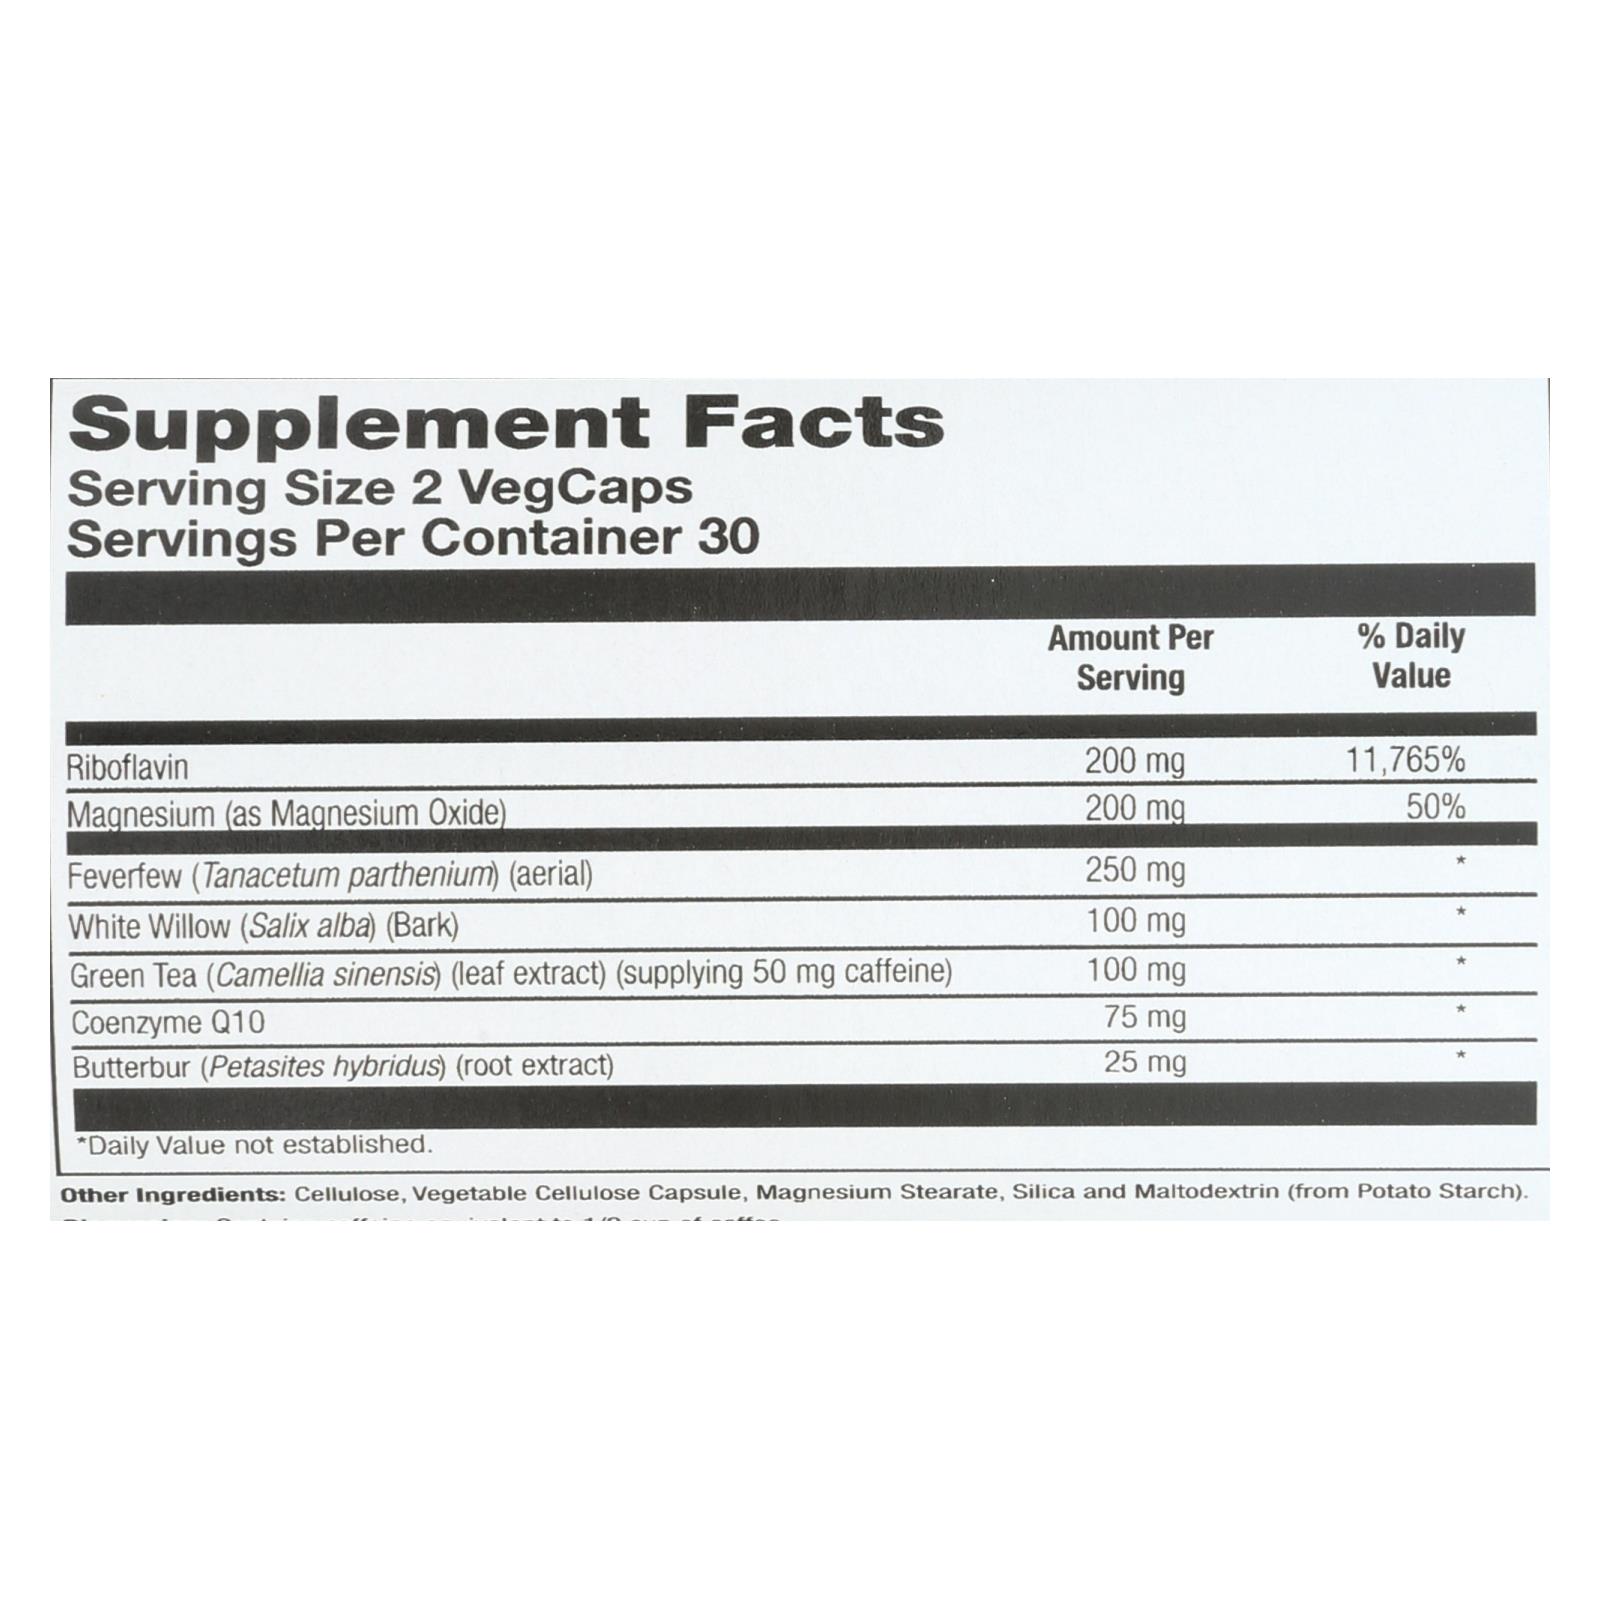 Supplement Facts
Serving Size 2 VegCaps
Servings Per Container 30
Amount Per Serving % Daily Value
Riboflavin 200 mg 11,765%
Magnesium (as Magnesium Oxide) 200 mg 50%
Feverfew (Tanacetum parthenium) (aerial) 250 mg *
White Willow (Salix alba) (Bark) 100 mg *
Green Tea (Camellia sinensis) (leaf extract) (supplying 50 mg caffeine) 100 mg *
Coenzyme Q10 75 mg *
Butterbur (Petasites hybridus) (root extract) 25 mg *
*Daily Value not established.
Other Ingredients: Cellulose, Vegetable Cellulose Capsule, Magnesium Stearate, Silica and Maltodextrin (from Potato Starch).